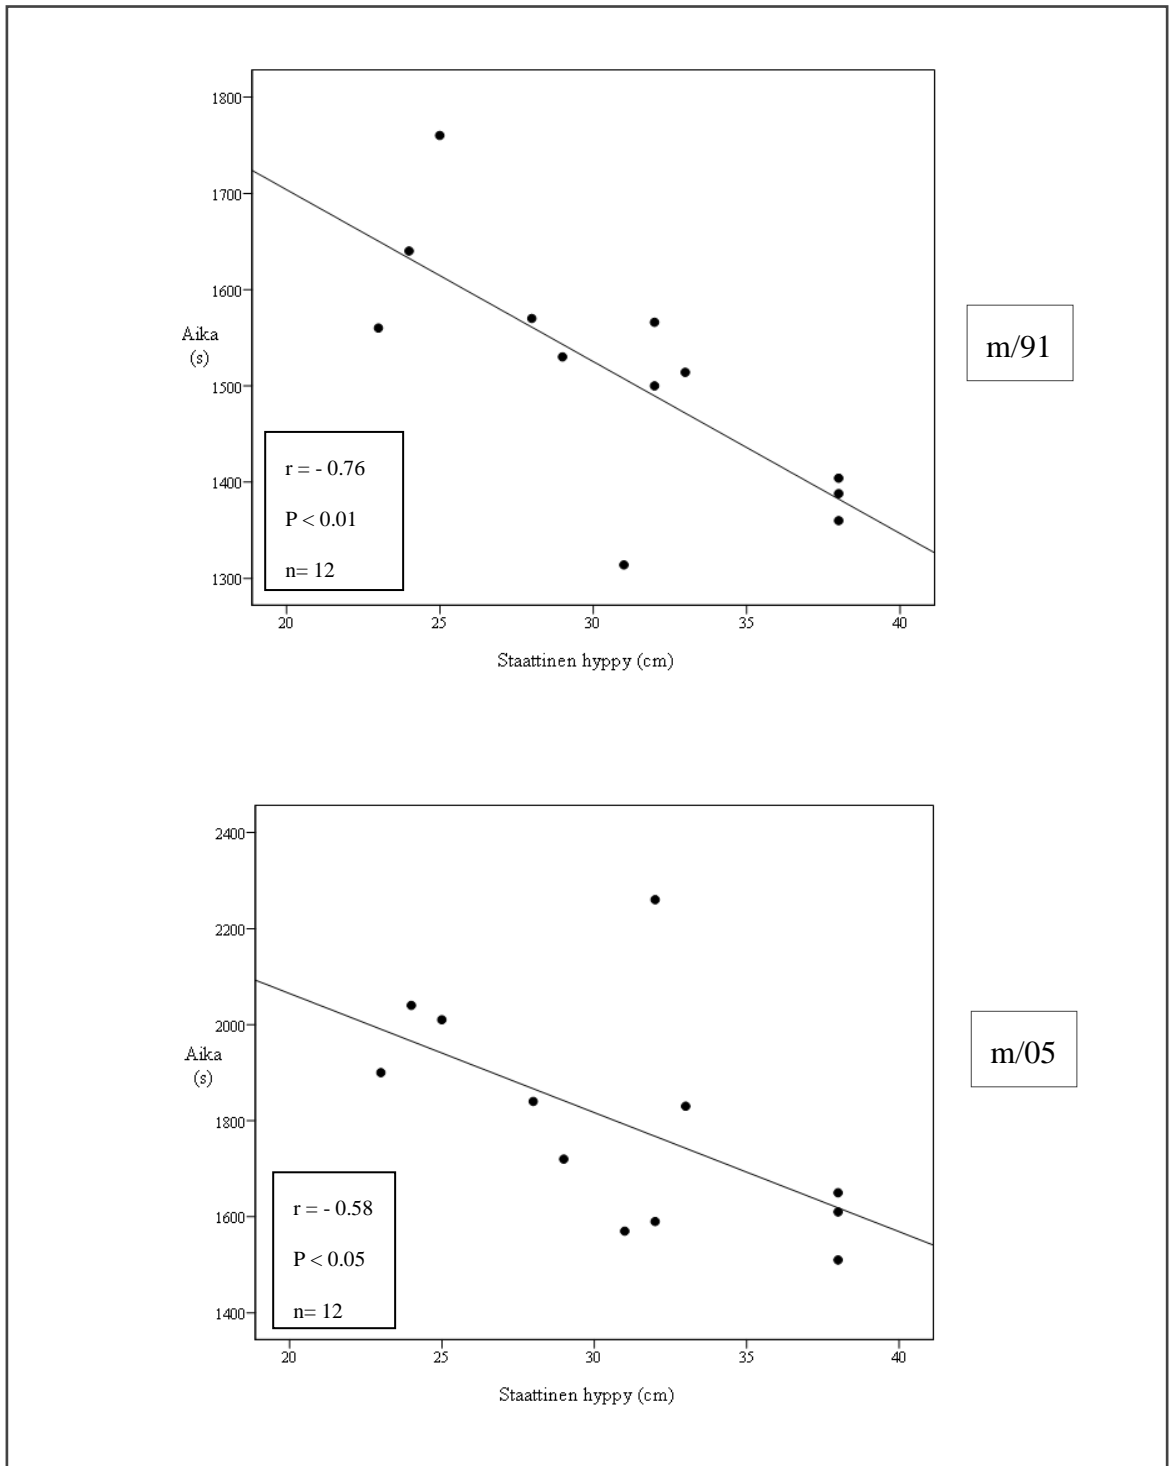 1800
1700
1600
1500
1400
1300
Aika
(s)
m/91
r = - 0.76
P < 0.01
n= 12
20 25 30 35 40
Staattinen hyppy (cm)
2400
2200
2000
1800
1600
1400
Aika
(s)
m/05
r = - 0.58
P < 0.05
n= 12
20 25 30 35 40
Staattinen hyppy (cm)